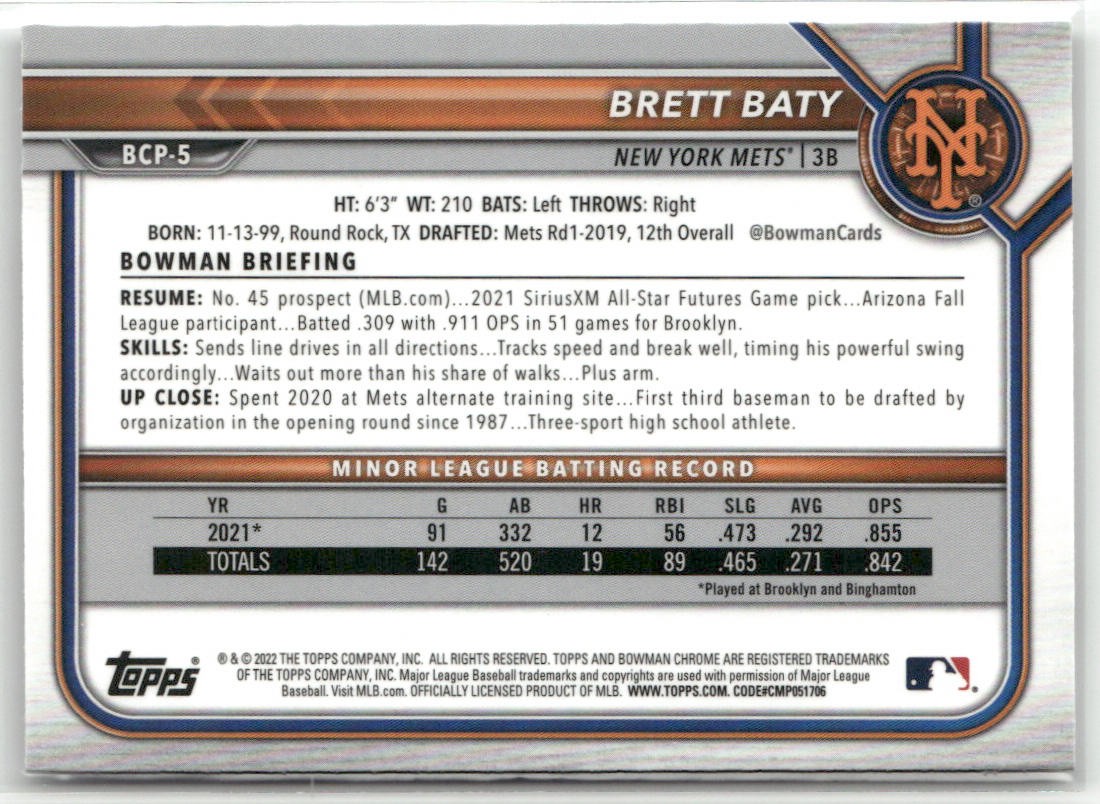 BRETT BATY
BCP-5
NEW YORK METS® | 3B
NY ®
HT: 6'3" WT: 210 BATS: Left THROWS: Right
BORN: 11-13-99, Round Rock, TX DRAFTED: Mets Rd1-2019, 12th Overall @BowmanCards
BOWMAN BRIEFING
RESUME: No. 45 prospect (MLB.com)...2021 SiriusXM All-Star Futures Game pick...Arizona Fall
League participant...Batted .309 with .911 OPS in 51 games for Brooklyn.
SKILLS: Sends line drives in all directions...Tracks speed and break well, timing his powerful swing
accordingly...Waits out more than his share of walks...Plus arm.
UP CLOSE: Spent 2020 at Mets alternate training site...First third baseman to be drafted by
organization in the opening round since 1987...Three-sport high school athlete.
MINOR LEAGUE BATTING RECORD
YR G AB HR RBI SLG AVG OPS
2021* 91 332 12 56 .473 .292 .855
TOTALS 142 520 19 89 .465 .271 .842
*Played at Brooklyn and Binghamton
Topps®
® & © 2022 THE TOPPS COMPANY, INC. ALL RIGHTS RESERVED. TOPPS AND BOWMAN CHROME ARE REGISTERED TRADEMARKS
OF THE TOPPS COMPANY, INC. Major League Baseball trademarks and copyrights are used with permission of Major League
Baseball. Visit MLB.com. OFFICIALLY LICENSED PRODUCT OF MLB. WWW.TOPPS.COM. CODE#CMP051706